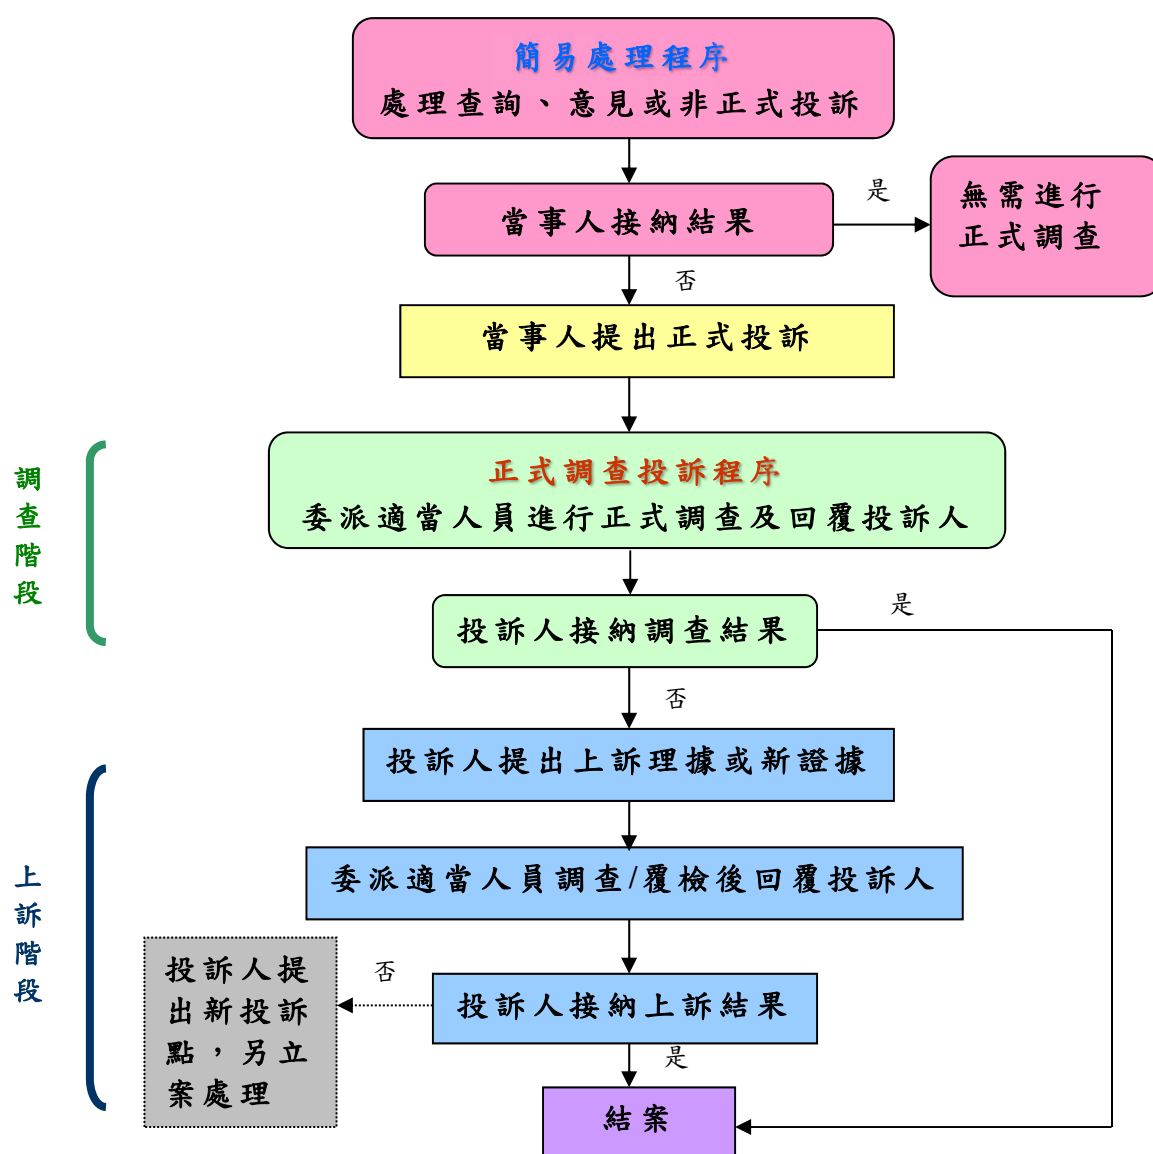 簡易處理程序
處理查詢、意見或非正式投訴
當事人接納結果
是
無需進行
正式調查
否
當事人提出正式投訴
調
查
階
段
正式調查投訴程序
委派適當人員進行正式調查及回覆投訴人
投訴人接納調查結果
是
否
投訴人提出上訴理據或新證據
上
訴
階
段
委派適當人員調查/覆檢後回覆投訴人
投訴人提
出新投訴
點，另立
案處理
否
投訴人接納上訴結果
是
結案